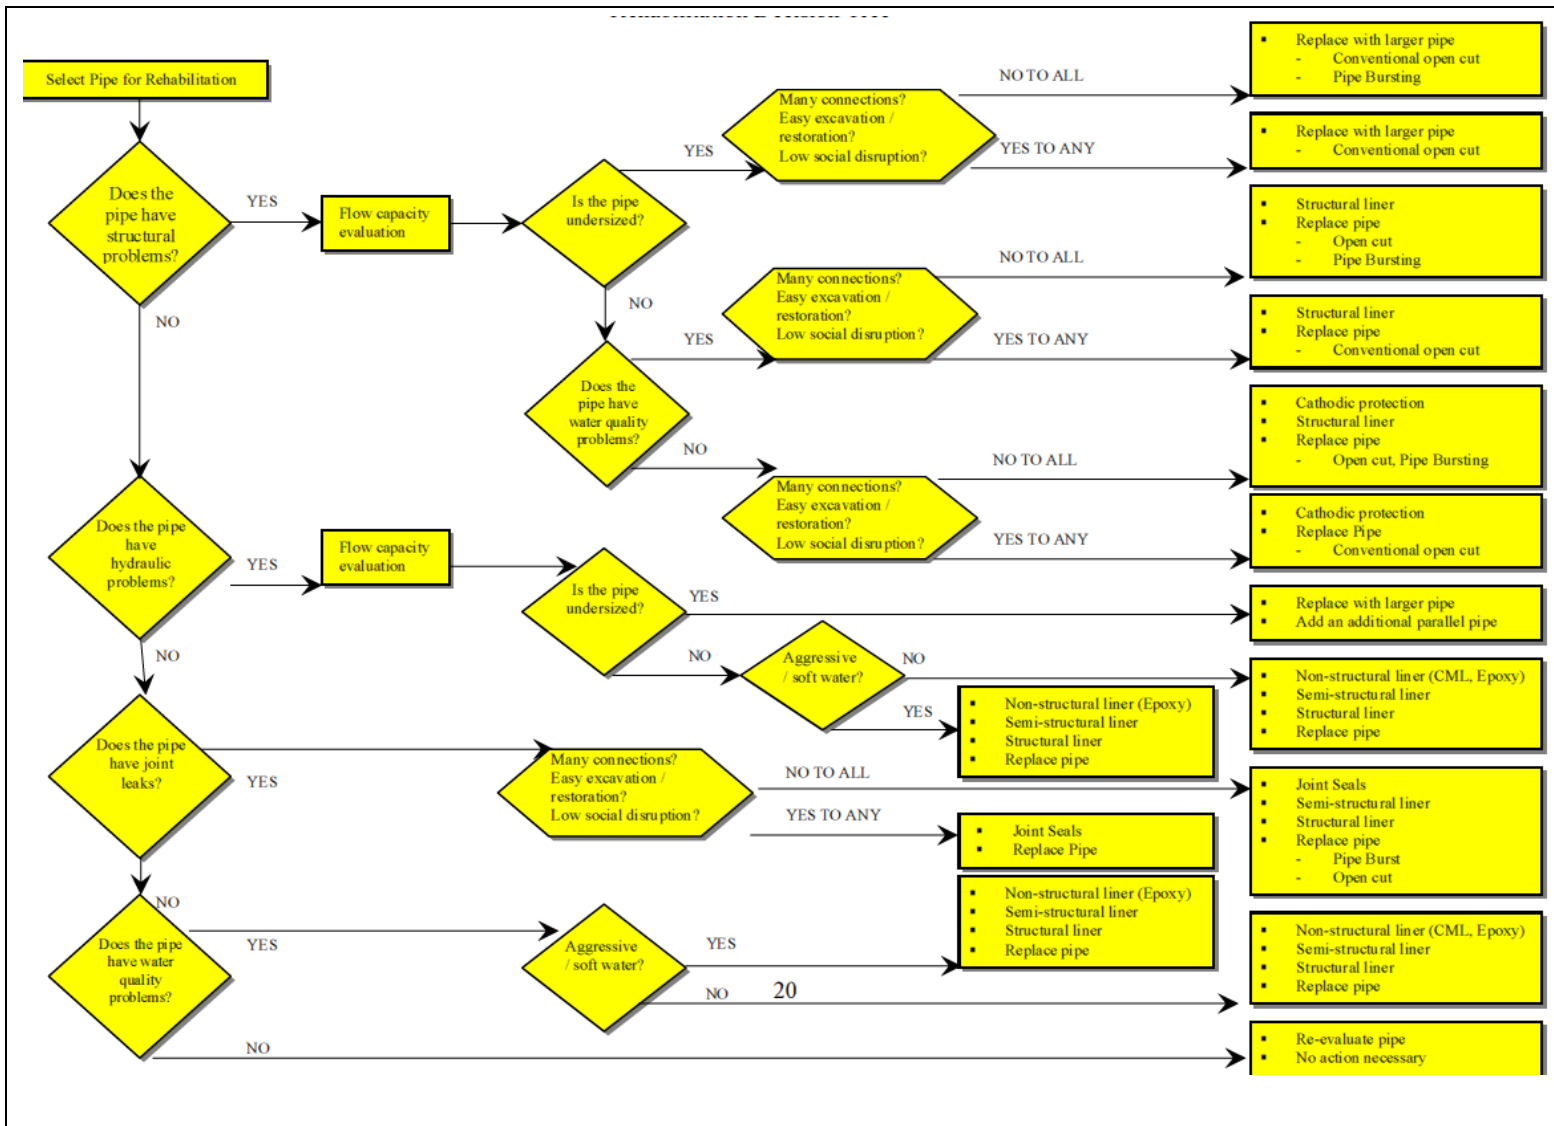 Select Pipe for Rehabilitation
Does the
pipe have
structural
problems?
YES
NO
Flow capacity
evaluation
Is the pipe
undersized?
YES
NO
Many connections?
Easy excavation /
restoration?
Low social disruption?
NO TO ALL
YES TO ANY
▪ Replace with larger pipe
- Conventional open cut
- Pipe Bursting
▪ Replace with larger pipe
- Conventional open cut
Does the
pipe have
water quality
problems?
YES
NO
Many connections?
Easy excavation /
restoration?
Low social disruption?
NO TO ALL
YES TO ANY
▪ Structural liner
▪ Replace pipe
- Open cut
- Pipe Bursting
▪ Structural liner
▪ Replace pipe
- Conventional open cut
Many connections?
Easy excavation /
restoration?
Low social disruption?
NO TO ALL
YES TO ANY
▪ Cathodic protection
▪ Structural liner
▪ Replace pipe
- Open cut, Pipe Bursting
▪ Cathodic protection
▪ Replace Pipe
- Conventional open cut
Does the pipe
have
hydraulic
problems?
YES
NO
Flow capacity
evaluation
Is the pipe
undersized?
YES
NO
▪ Replace with larger pipe
▪ Add an additional parallel pipe
Aggressive
/ soft water?
NO
YES
▪ Non-structural liner (CML, Epoxy)
▪ Semi-structural liner
▪ Structural liner
▪ Replace pipe
▪ Non-structural liner (Epoxy)
▪ Semi-structural liner
▪ Structural liner
▪ Replace pipe
Does the pipe
have joint
leaks?
YES
NO
Many connections?
Easy excavation /
restoration?
Low social disruption?
NO TO ALL
YES TO ANY
▪ Joint Seals
▪ Semi-structural liner
▪ Structural liner
▪ Replace pipe
- Pipe Burst
- Open cut
▪ Joint Seals
▪ Replace Pipe
Does the pipe
have water
quality
problems?
YES
NO
Aggressive
/ soft water?
YES
NO
20
▪ Non-structural liner (Epoxy)
▪ Semi-structural liner
▪ Structural liner
▪ Replace pipe
▪ Non-structural liner (CML, Epoxy)
▪ Semi-structural liner
▪ Structural liner
▪ Replace pipe
▪ Re-evaluate pipe
▪ No action necessary